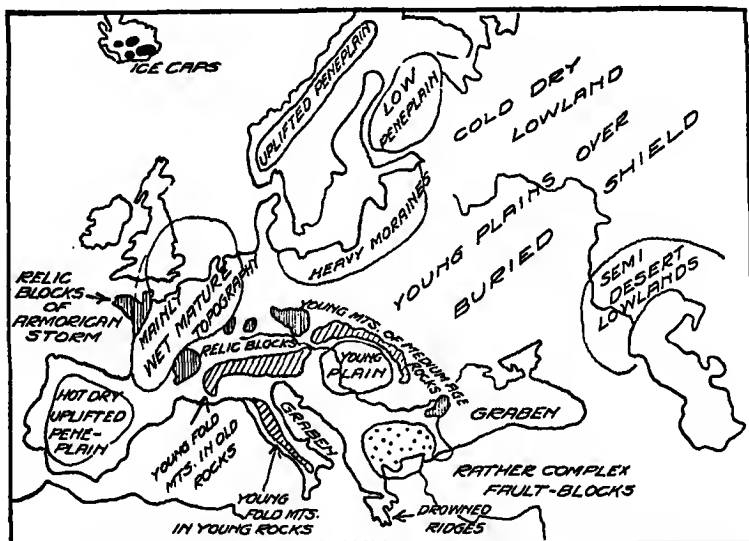 ICE CAPS
UPLIFTED PENEPLAIN
LOW
PENEPLAIN
COLD DRY
LOWLAND
YOUNG PLAINS OVER
BURIED SHIELD
HEAVY MORAINES
SEMI
DESERT
LOWLANDS
RELIC
BLOCKS
OF
ARMORICAN
STORM
MAINLY
WET MATURE
TOPOGRAPHY
RELIC BLOCKS
YOUNG MTS. OF MEDIUM AGE
ROCKS
YOUNG
PLAIN
HOT DRY
UPLIFTED
PENE-
PLAIN
YOUNG FOLD
MTS. IN OLD
ROCKS
GRABEN
GRABEN
YOUNG
FOLD MTS.
IN YOUNG ROCKS
RATHER COMPLEX
FAULT-BLOCKS
DROWNED
RIDGES